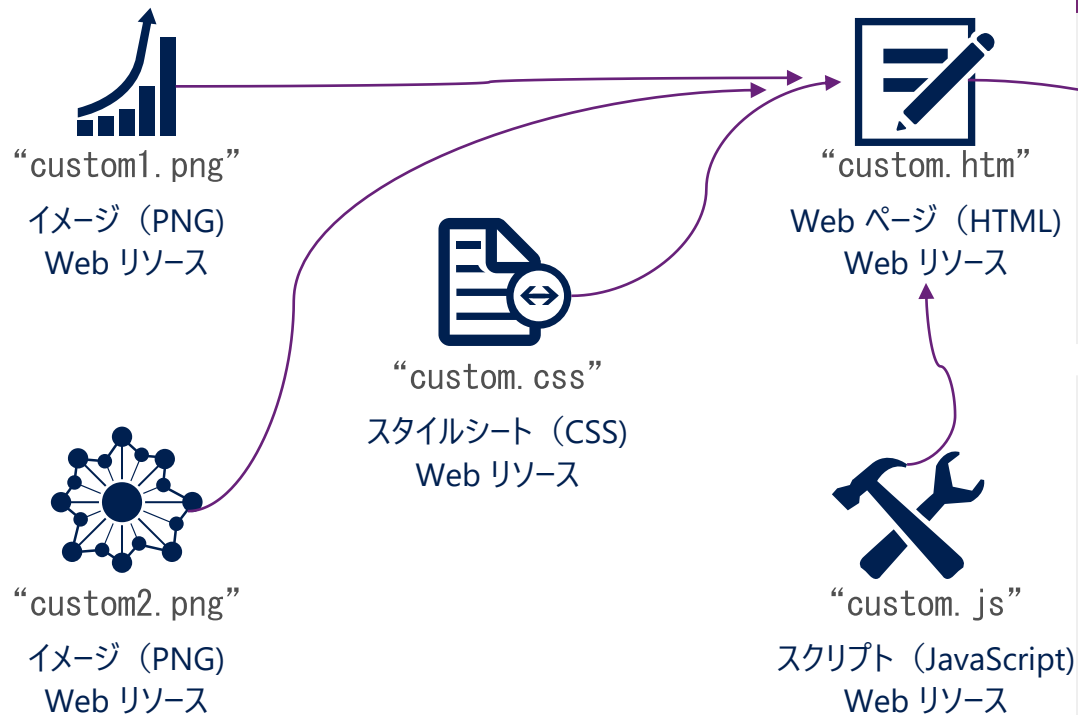 “custom1.png”
イメージ（PNG)
Web リソース
“custom.htm”
Web ページ（HTML)
Web リソース
“custom.css”
スタイルシート（CSS)
Web リソース
“custom2.png”
イメージ（PNG)
Web リソース
“custom.js”
スクリプト（JavaScript)
Web リソース